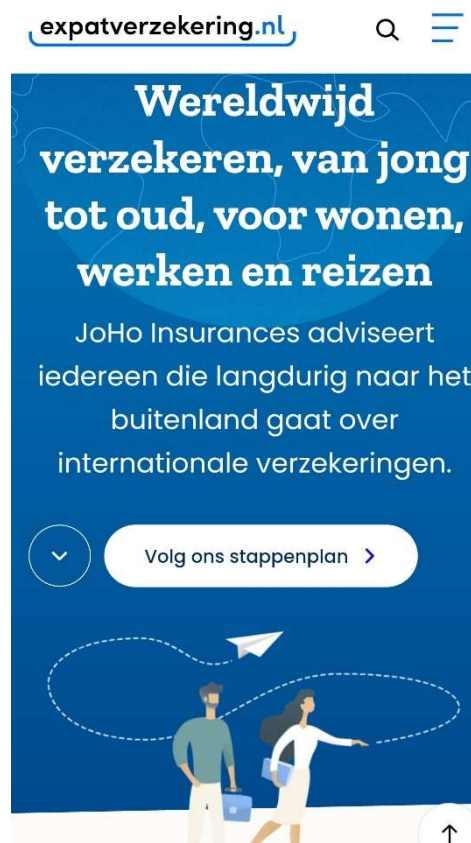 expatverzekering.nl
Wereldwijd
verzekeren, van jong
tot oud, voor wonen,
werken en reizen
JoHo Insurances adviseert
iedereen die langdurig naar het
buitenland gaat over
internationale verzekeringen.
Volg ons stappenplan